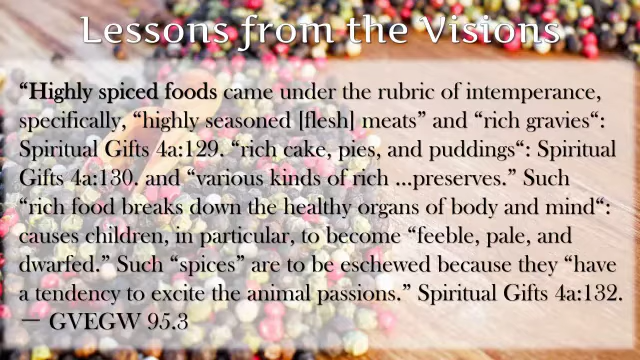 Lessons from the Visions
“Highly spiced foods came under the rubric of intemperance,
specifically, “highly seasoned [flesh] meats” and “rich gravies“:
Spiritual Gifts 4a:129. “rich cake, pies, and puddings“: Spiritual
Gifts 4a:130. and “various kinds of rich ...preserves.” Such
“rich food breaks down the healthy organs of body and mind“:
causes children, in particular, to become “feeble, pale, and
dwarfed.” Such “spices” are to be eschewed because they “have
a tendency to excite the animal passions.” Spiritual Gifts 4a:132.
— GVEGW 95.3